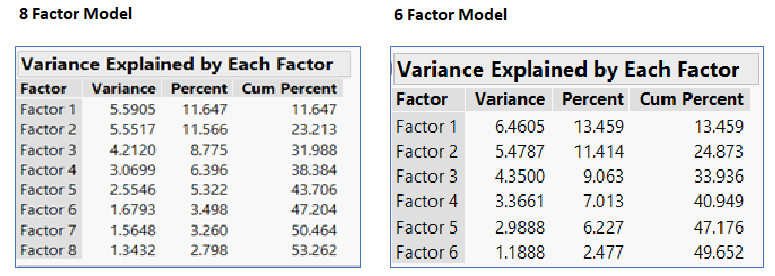 8 Factor Model
Variance Explained by Each Factor
Factor Variance Percent Cum Percent
Factor 1 5.5905 11.647 11.647
Factor 2 5.5517 11.566 23.213
Factor 3 4.2120 8.775 31.988
Factor 4 3.0699 6.396 38.384
Factor 5 2.5546 5.322 43.706
Factor 6 1.6793 3.498 47.204
Factor 7 1.5648 3.260 50.464
Factor 8 1.3432 2.798 53.262
6 Factor Model
Variance Explained by Each Factor
Factor Variance Percent Cum Percent
Factor 1 6.4605 13.459 13.459
Factor 2 5.4787 11.414 24.873
Factor 3 4.3500 9.063 33.936
Factor 4 3.3661 7.013 40.949
Factor 5 2.9888 6.227 47.176
Factor 6 1.1888 2.477 49.652